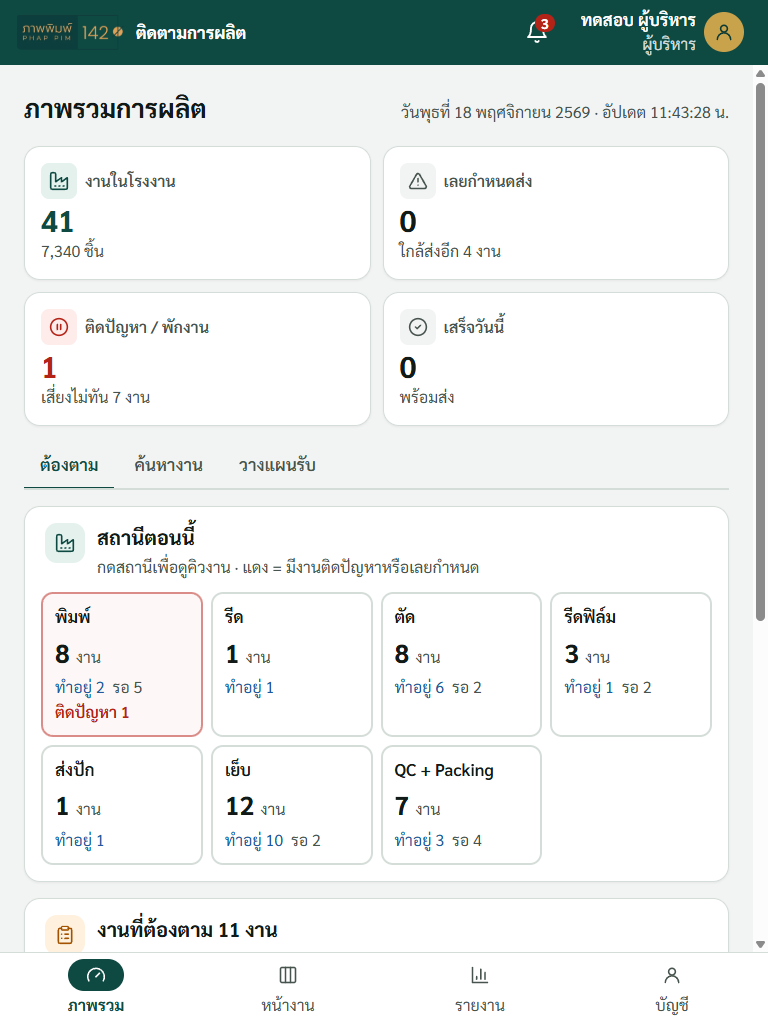 ภาพพิมพ์
PHAP PIM
142
ติดตามการผลิต
3
ทดสอบ ผู้บริหาร
ผู้บริหาร
ภาพรวมการผลิต
วันพุธที่ 18 พฤศจิกายน 2569 · อัปเดต 11:43:28 น.
งานในโรงงาน
41
7,340 ชิ้น
เลยกำหนดส่ง
0
ใกล้ส่งอีก 4 งาน
ติดปัญหา / พักงาน
1
เสี่ยงไม่ทัน 7 งาน
เสร็จวันนี้
0
พร้อมส่ง
ต้องตาม
ค้นหางาน
วางแผนรับ
สถานีตอนนี้
กดสถานีเพื่อดูคิวงาน · แดง = มีงานติดปัญหาหรือเลยกำหนด
พิมพ์
8 งาน
ทำอยู่ 2 รอ 5
ติดปัญหา 1
รีด
1 งาน
ทำอยู่ 1
ตัด
8 งาน
ทำอยู่ 6 รอ 2
รีดฟิล์ม
3 งาน
ทำอยู่ 1 รอ 2
ส่งปัก
1 งาน
ทำอยู่ 1
เย็บ
12 งาน
ทำอยู่ 10 รอ 2
QC + Packing
7 งาน
ทำอยู่ 3 รอ 4
งานที่ต้องตาม 11 งาน
ภาพรวม
หน้างาน
รายงาน
บัญชี